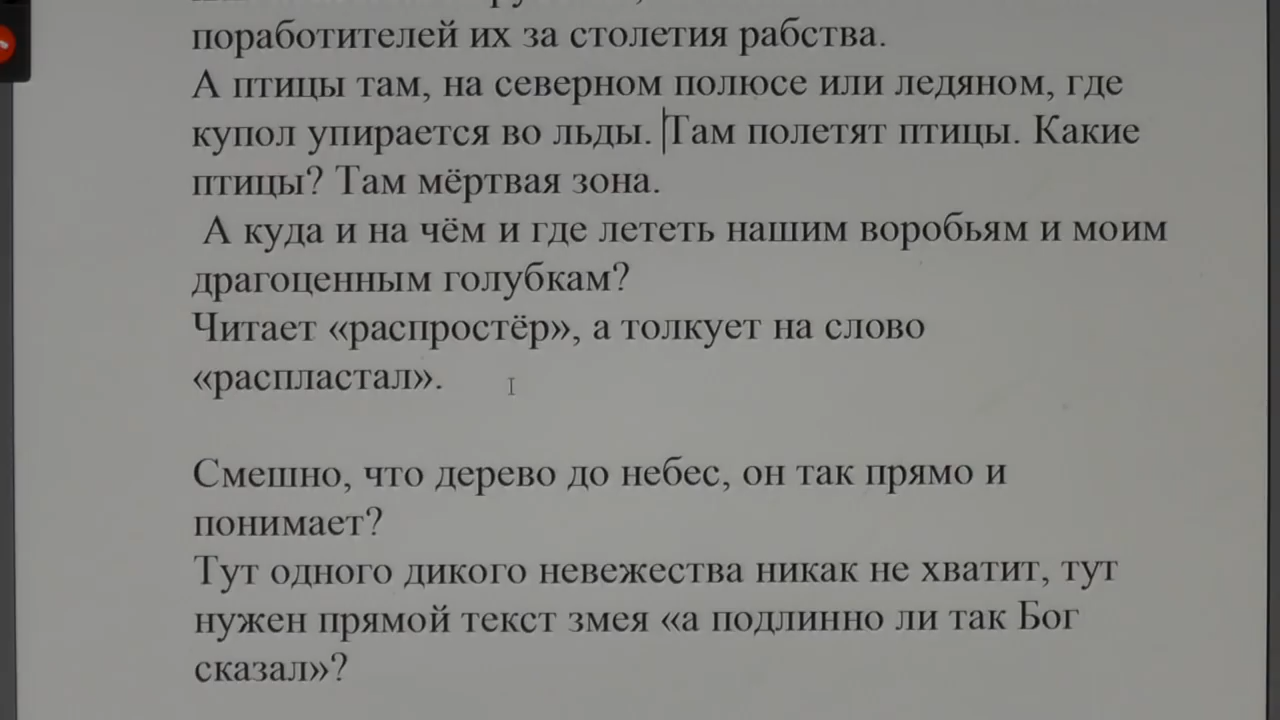 поработителей их за столетия рабства.
А птицы там, на северном полюсе или ледяном, где
купол упирается во льды. Там полетят птицы. Какие
птицы? Там мёртвая зона.
А куда и на чём и где лететь нашим воробьям и моим
драгоценным голубкам?
Читает «распростёр», а толкует на слово
«распластал».
Смешно, что дерево до небес, он так прямо и
понимает?
Тут одного дикого невежества никак не хватит, тут
нужен прямой текст змея «а подлинно ли так Бог
сказал»?